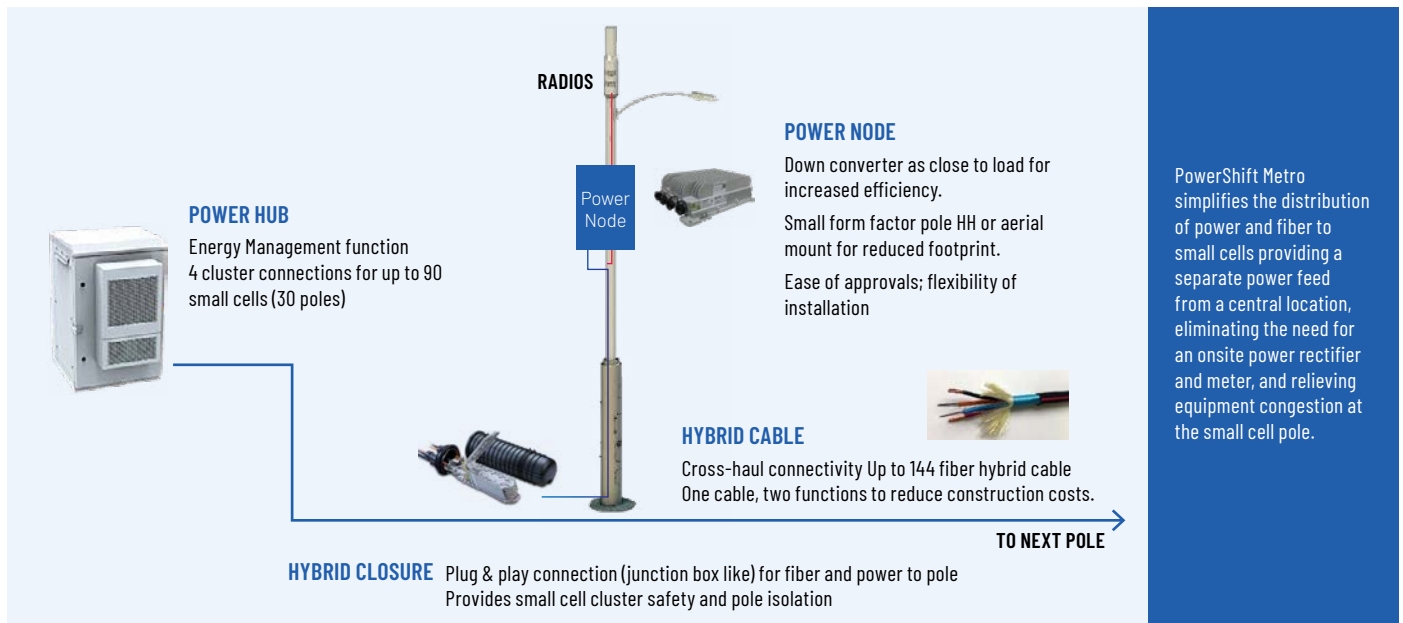 RADIOS
POWER HUB
Energy Management function
4 cluster connections for up to 90
small cells (30 poles)
Power
Node
POWER NODE
Down converter as close to load for
increased efficiency.
Small form factor pole HH or aerial
mount for reduced footprint.
Ease of approvals; flexibility of
installation
HYBRID CABLE
Cross-haul connectivity Up to 144 fiber hybrid cable
One cable, two functions to reduce construction costs.
TO NEXT POLE
HYBRID CLOSURE Plug & play connection (junction box like) for fiber and power to pole
Provides small cell cluster safety and pole isolation
PowerShift Metro
simplifies the distribution
of power and fiber to
small cells providing a
separate power feed
from a central location,
eliminating the need for
an onsite power rectifier
and meter, and relieving
equipment congestion at
the small cell pole.